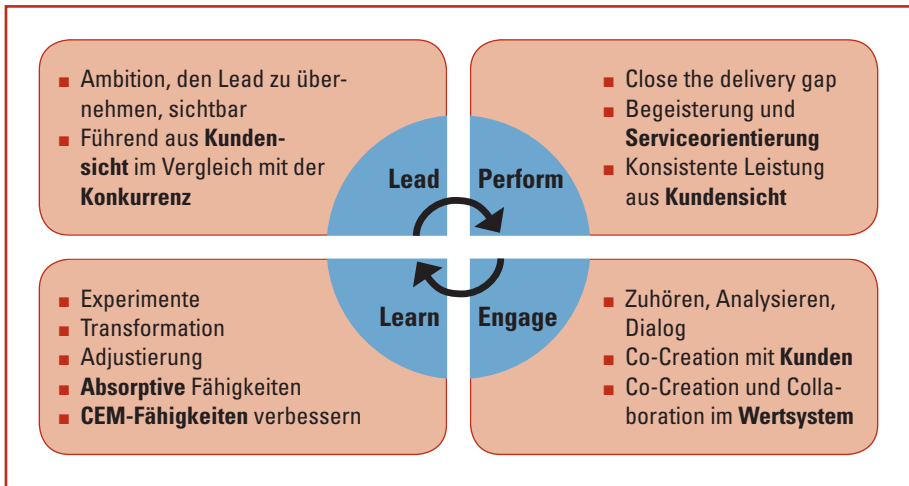 ■ Ambition, den Lead zu über-
nehmen, sichtbar
■ Führend aus Kunden-
sicht im Vergleich mit der
Konkurrenz
■ Close the delivery gap
■ Begeisterung und
Serviceorientierung
■ Konsistente Leistung
aus Kundensicht
Lead
Perform
Learn
Engage
■ Experimente
■ Transformation
■ Adjustierung
■ Absorptive Fähigkeiten
■ CEM-Fähigkeiten verbessern
■ Zuhören, Analysieren,
Dialog
■ Co-Creation mit Kunden
■ Co-Creation und Colla-
boration im Wertsystem